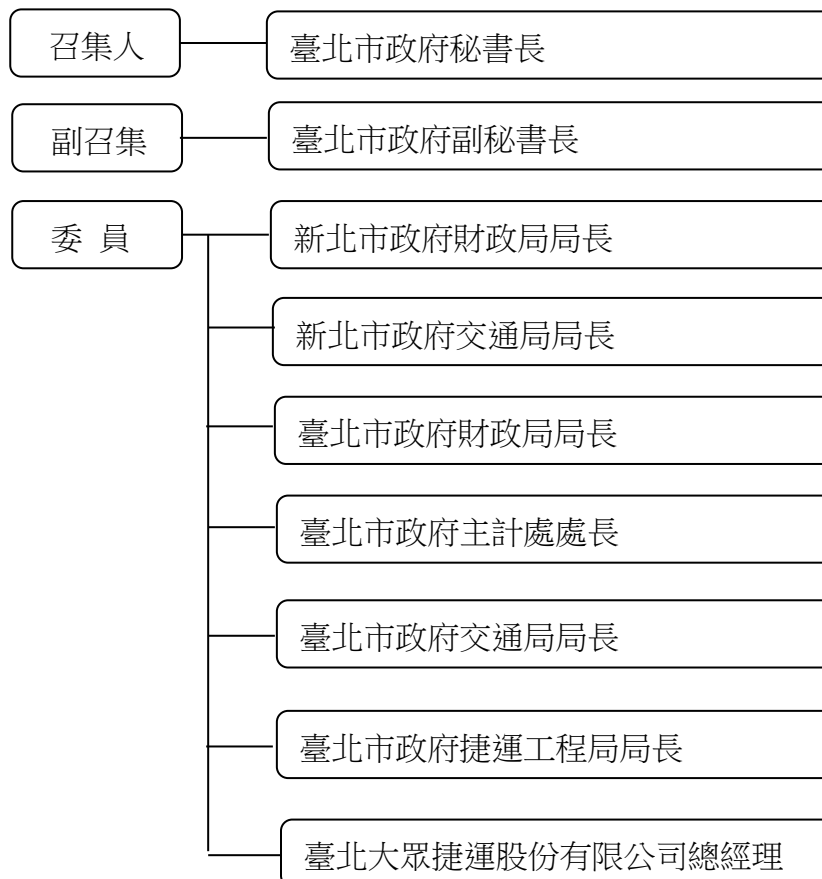 召集人
臺北市政府秘書長
副召集
臺北市政府副秘書長
委 員
新北市政府財政局局長
新北市政府交通局局長
臺北市政府財政局局長
臺北市政府主計處處長
臺北市政府交通局局長
臺北市政府捷運工程局局長
臺北大眾捷運股份有限公司總經理